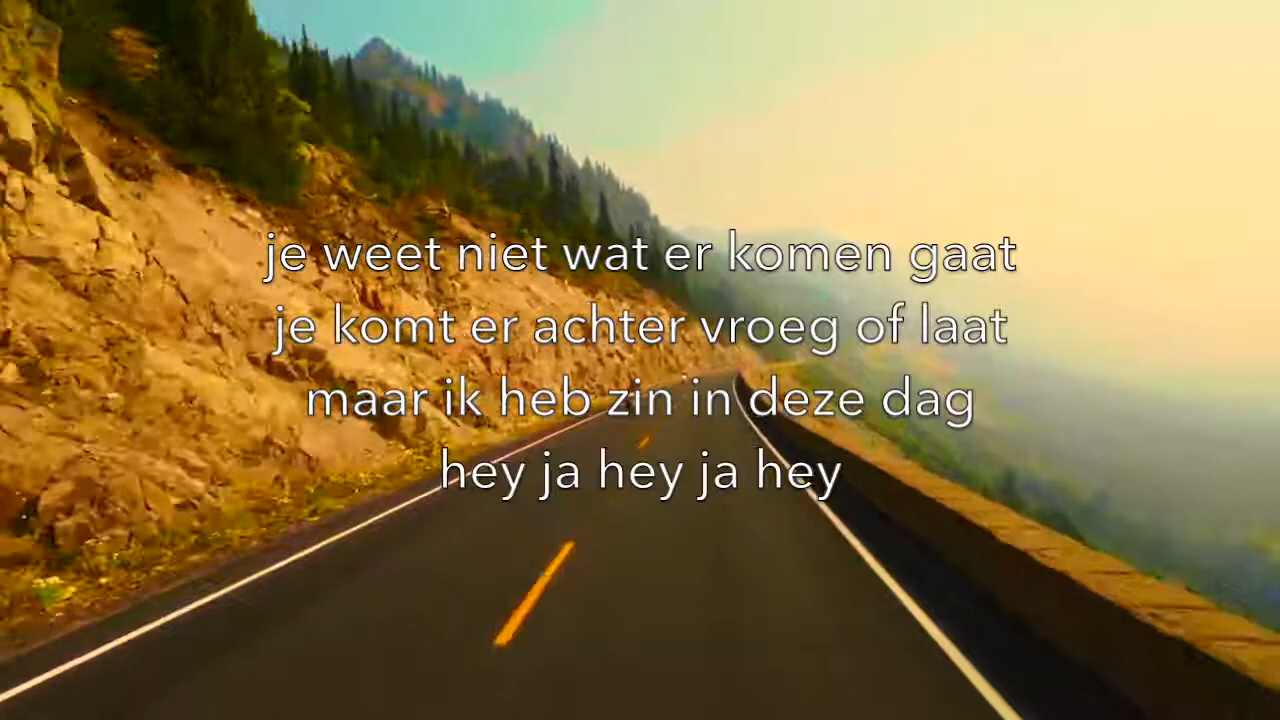 je weet niet wat er komen gaat
je komt er achter vroeg of laat
maar ik heb zin in deze dag
hey ja hey ja hey